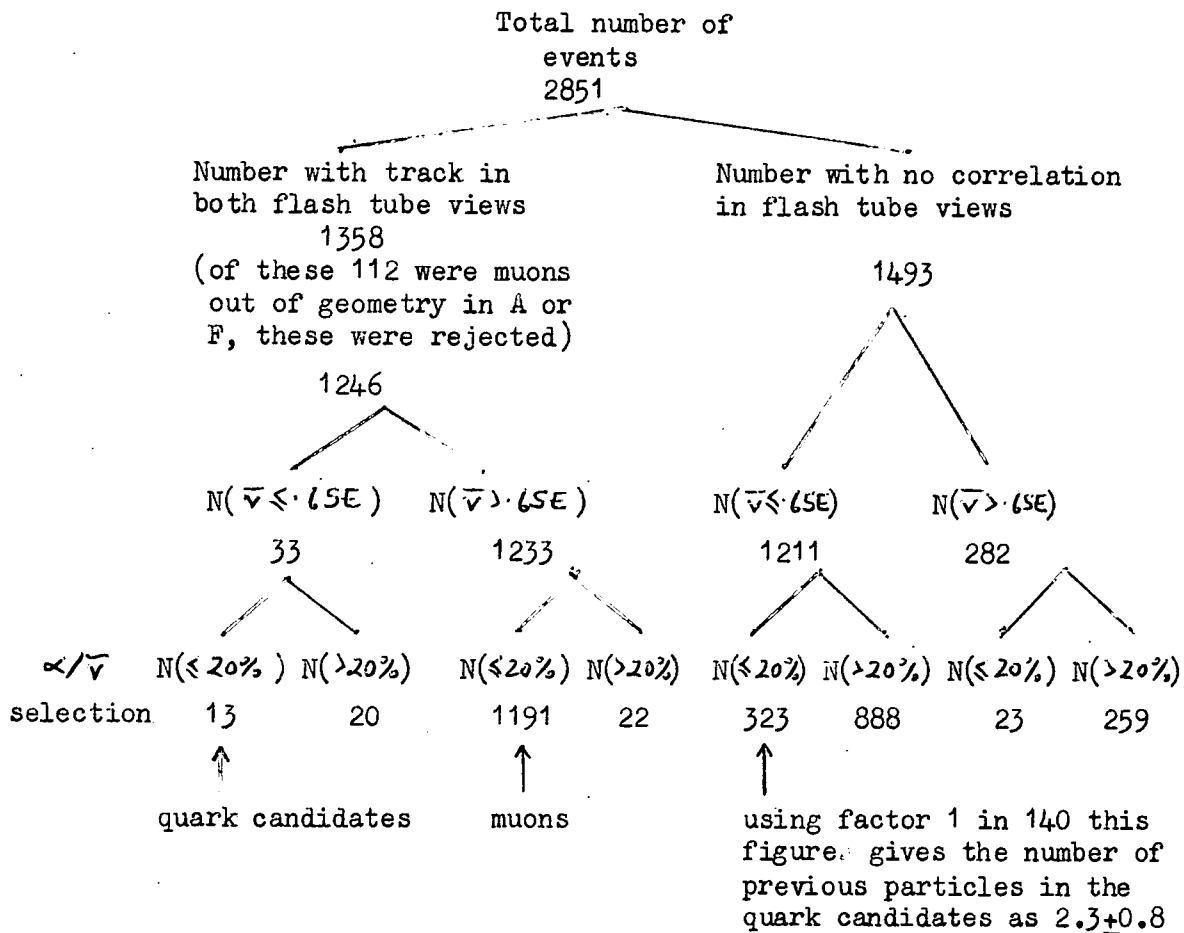 Total number of
events
2851
Number with track in
both flash tube views
1358
(of these 112 were muons
out of geometry in A or
F, these were rejected)
1246
Number with no correlation
in flash tube views
1493
N(v̅ ≤·65E) N(v̅ >·65E) N(v̅ ≤·65E) N(v̅ >·65E)
33 1233 1211 282
∝/v̅ N(≤20%) N(>20%) N(≤20%) N(>20%) N(≤20%) N(>20%) N(≤20%) N(>20%)
selection 13 20 1191 22 323 888 23 259
quark candidates
muons
using factor 1 in 140 this
figure gives the number of
previous particles in the
quark candidates as 2.3±0.8